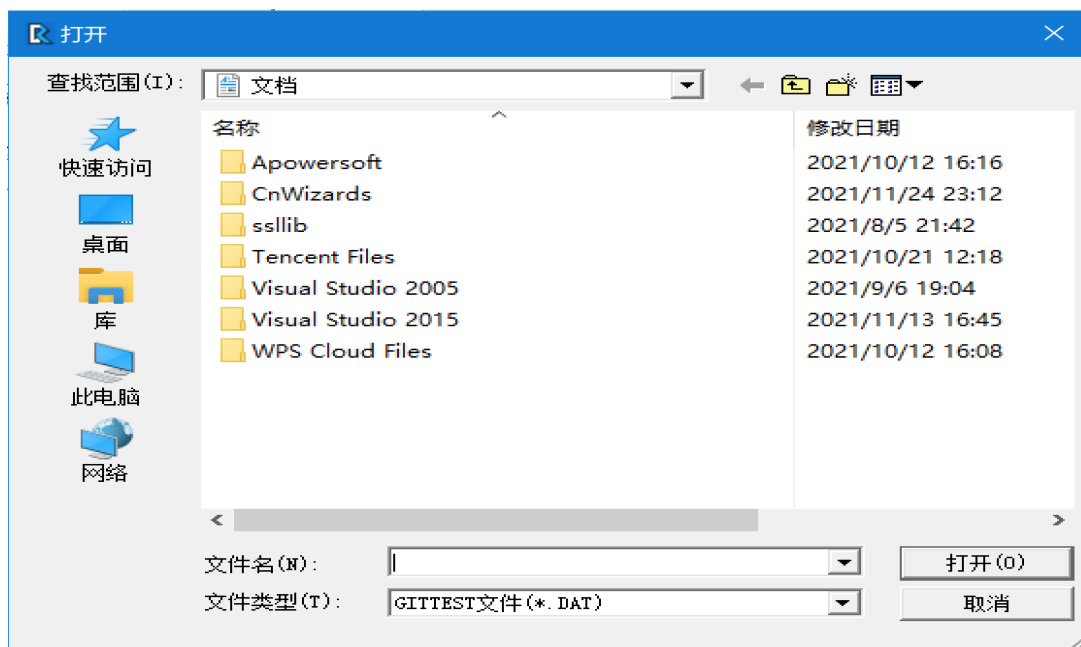 打开
查找范围(I): 文档
快速访问
桌面
库
此电脑
网络
名称 修改日期
Apowersoft 2021/10/12 16:16
CnWizards 2021/11/24 23:12
ssllib 2021/8/5 21:42
Tencent Files 2021/10/21 12:18
Visual Studio 2005 2021/9/6 19:04
Visual Studio 2015 2021/11/13 16:45
WPS Cloud Files 2021/10/12 16:08
文件名(N): 打开(O)
文件类型(T): GITTEST文件(*.DAT) 取消